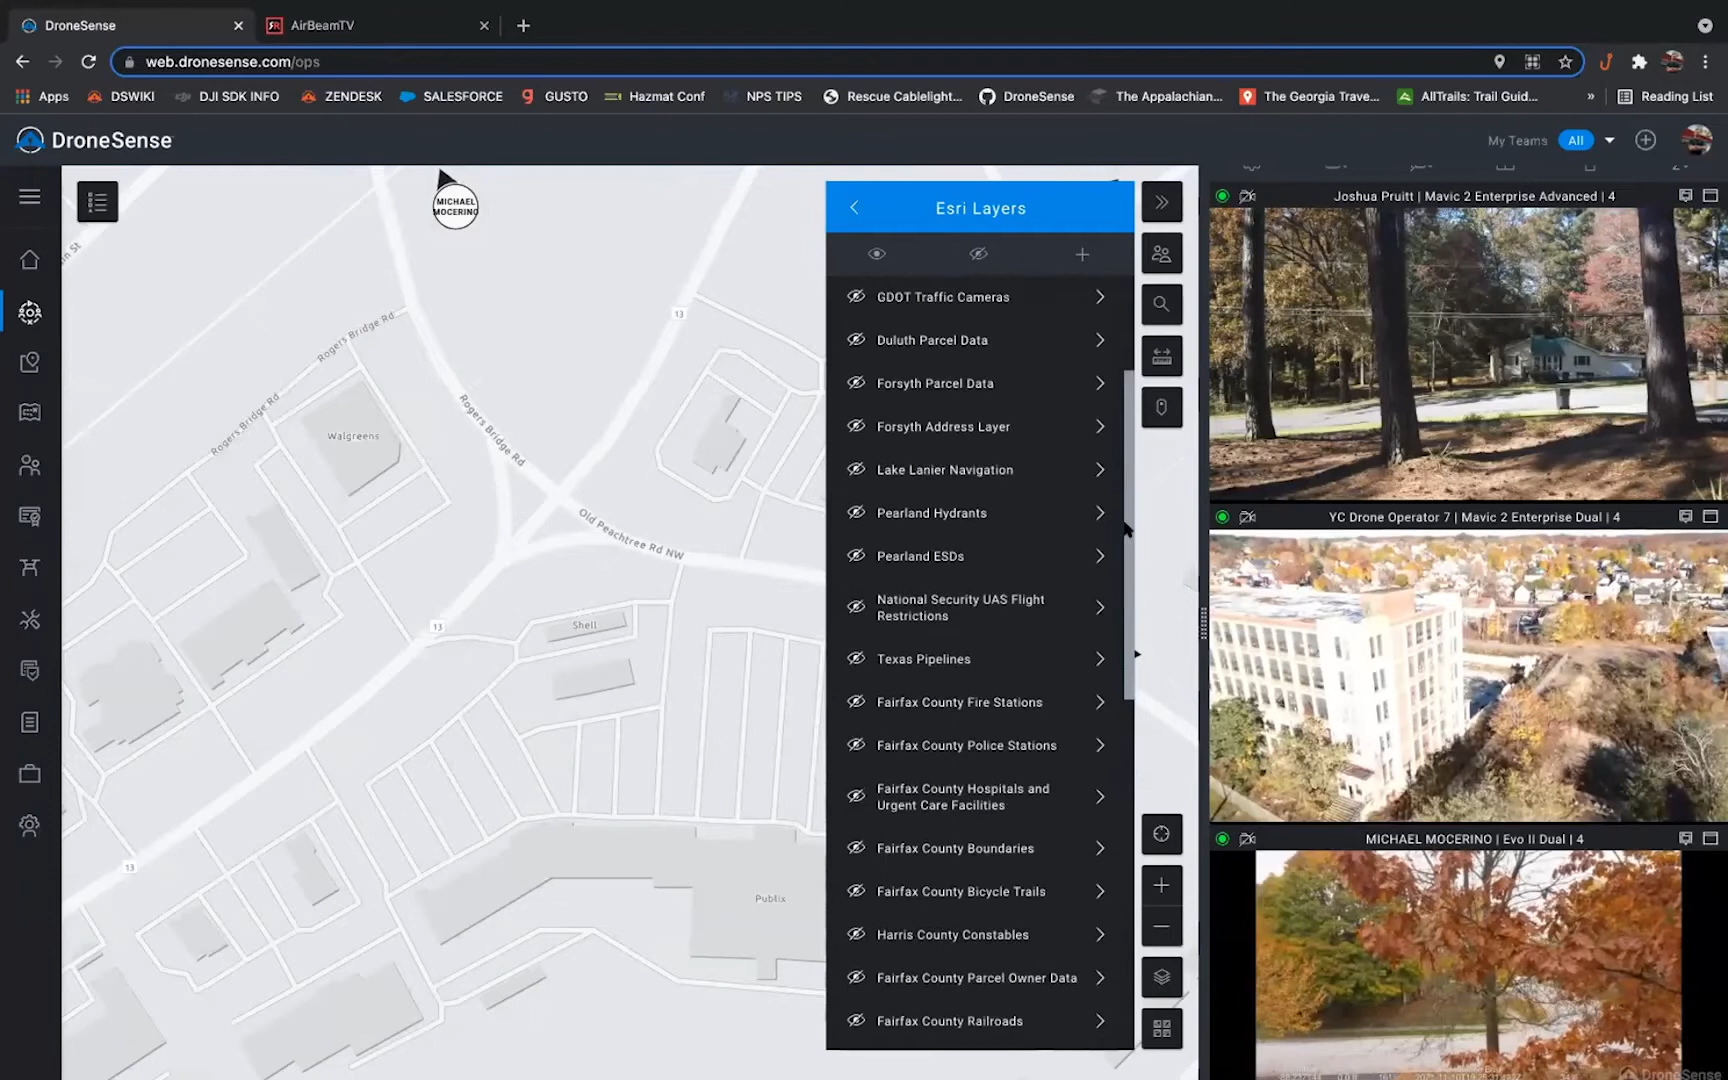 DroneSense
AirBeamTV
web.dronesense.com/ops
Apps
DSWIKI
DJI SDK INFO
ZENDESK
SALESFORCE
GUSTO
Hazmat Conf
NPS TIPS
Rescue Cablelight...
DroneSense
The Appalachian...
The Georgia Trave...
AllTrails: Trail Guid...
»
Reading List
DroneSense
My Teams
All
MICHAEL
MOCERINO
Rogers Bridge Rd
Rogers Bridge Rd
Rogers Bridge Rd
13
Walgreens
Old Peachtree Rd NW
13
Shell
13
Publix
Esri Layers
GDOT Traffic Cameras
Duluth Parcel Data
Forsyth Parcel Data
Forsyth Address Layer
Lake Lanier Navigation
Pearland Hydrants
Pearland ESDs
National Security UAS Flight
Restrictions
Texas Pipelines
Fairfax County Fire Stations
Fairfax County Police Stations
Fairfax County Hospitals and
Urgent Care Facilities
Fairfax County Boundaries
Fairfax County Bicycle Trails
Harris County Constables
Fairfax County Parcel Owner Data
Fairfax County Railroads
Joshua Pruitt | Mavic 2 Enterprise Advanced | 4
YC Drone Operator 7 | Mavic 2 Enterprise Dual | 4
MICHAEL MOCERINO | Evo II Dual | 4
DroneSense